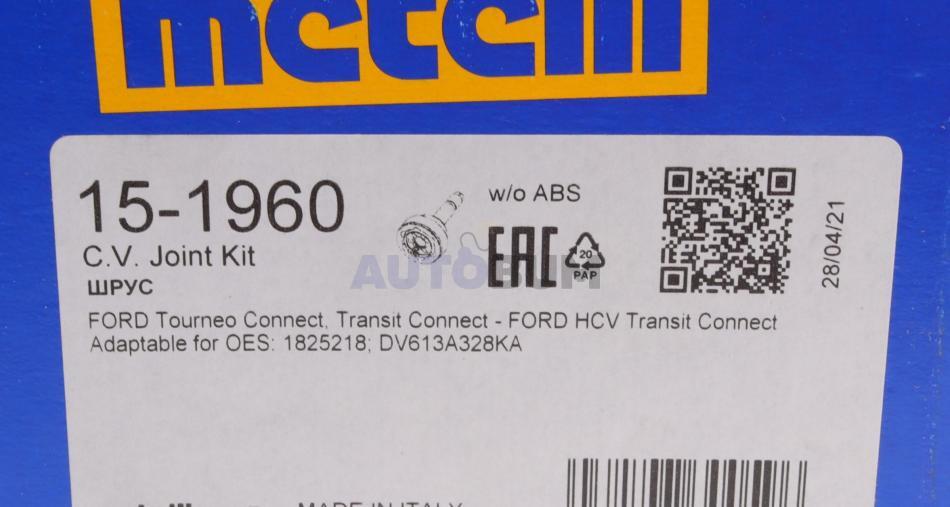 metelli
15-1960
w/o ABS
C.V. Joint Kit
ШРУС
EAC
20
PAP
28/04/21
FORD Tourneo Connect, Transit Connect - FORD HCV Transit Connect
Adaptable for OES: 1825218; DV613A328KA
MADE IN ITALY